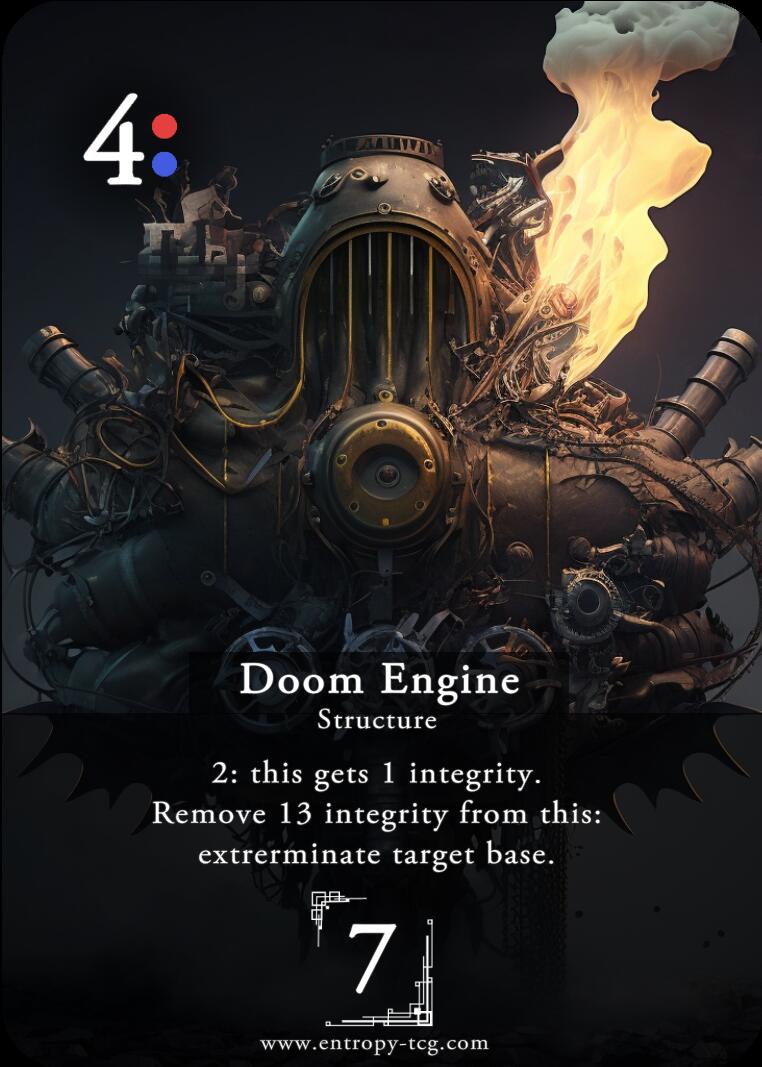 4
Doom Engine
Structure
2: this gets 1 integrity.
Remove 13 integrity from this:
extrerminate target base.
7
www.entropy-tcg.com